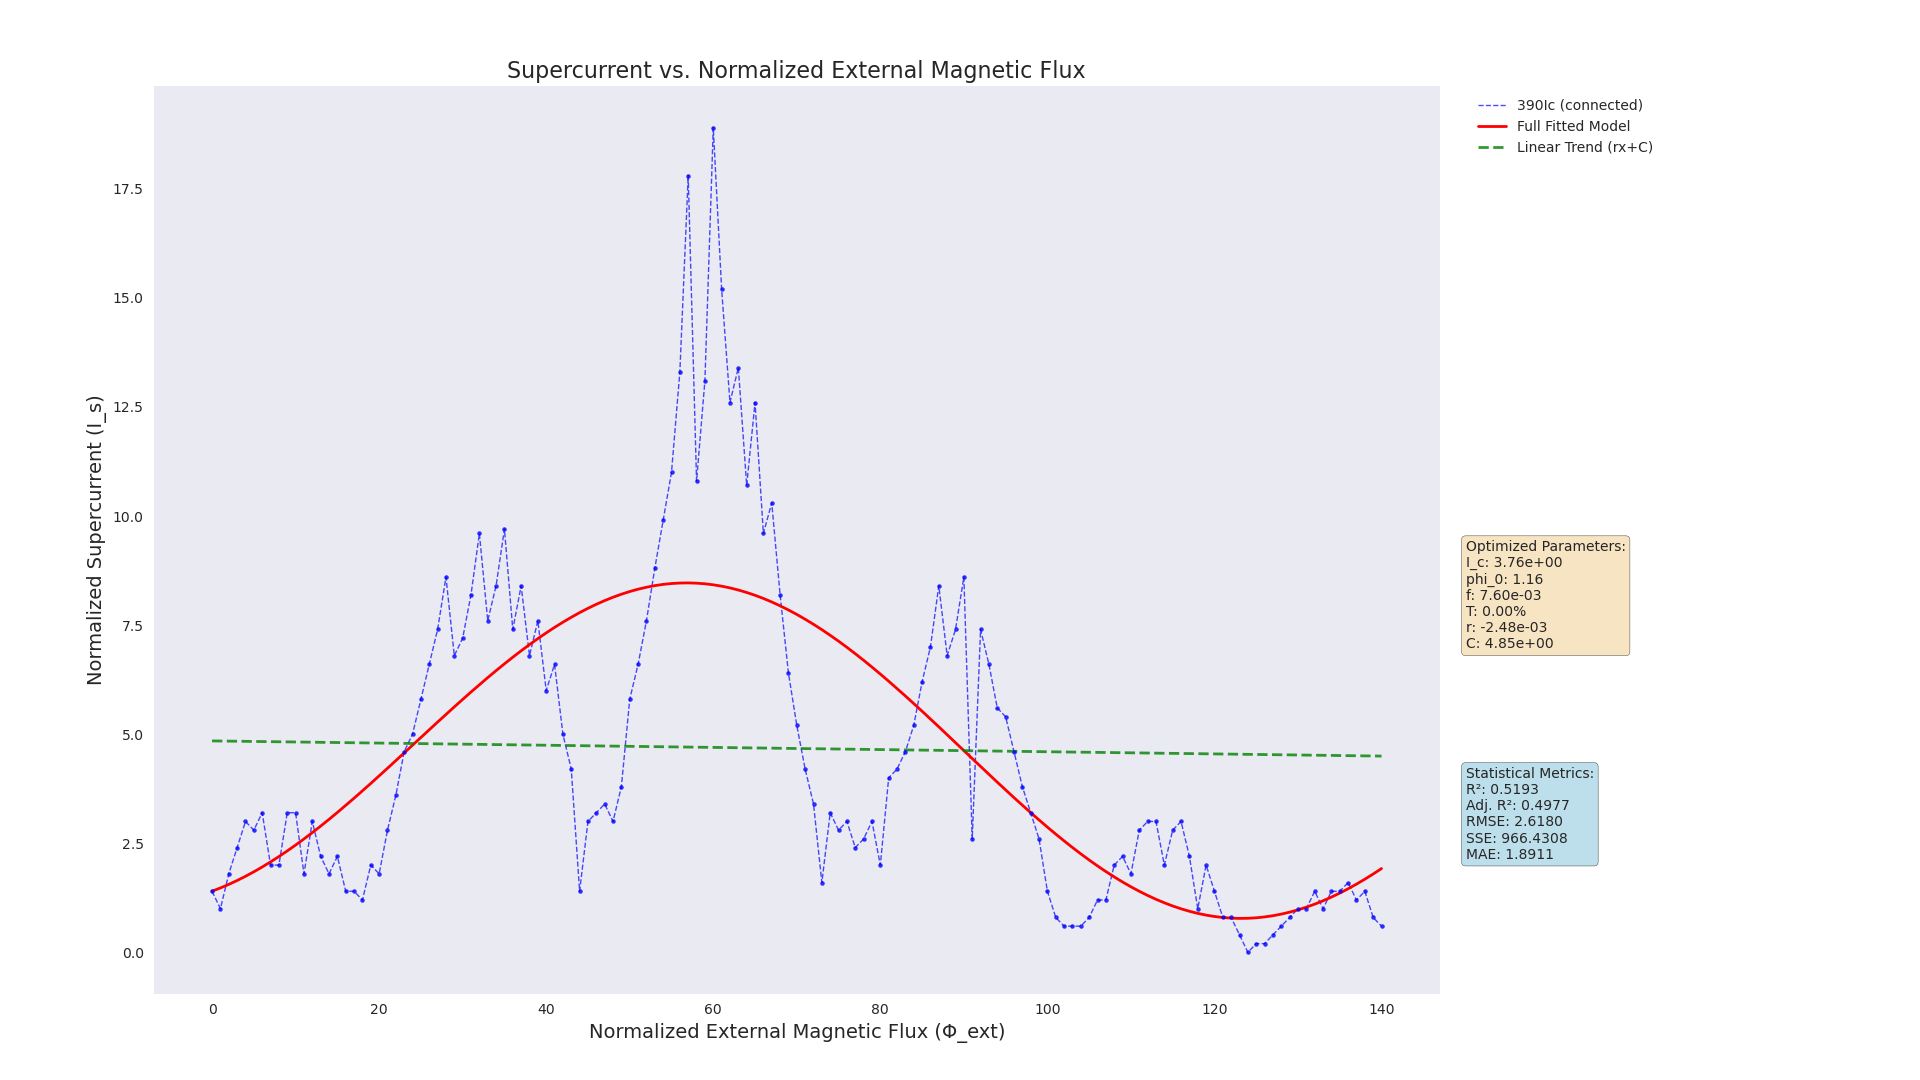 Supercurrent vs. Normalized External Magnetic Flux
390Ic (connected)
Full Fitted Model
Linear Trend (rx+C)
Normalized Supercurrent (I_s)
17.5
15.0
12.5
10.0
7.5
5.0
2.5
0.0
0 20 40 60 80 100 120 140
Normalized External Magnetic Flux (Φ_ext)
Optimized Parameters:
I_c: 3.76e+00
phi_0: 1.16
f: 7.60e-03
T: 0.00%
r: -2.48e-03
C: 4.85e+00
Statistical Metrics:
R²: 0.5193
Adj. R²: 0.4977
RMSE: 2.6180
SSE: 966.4308
MAE: 1.8911